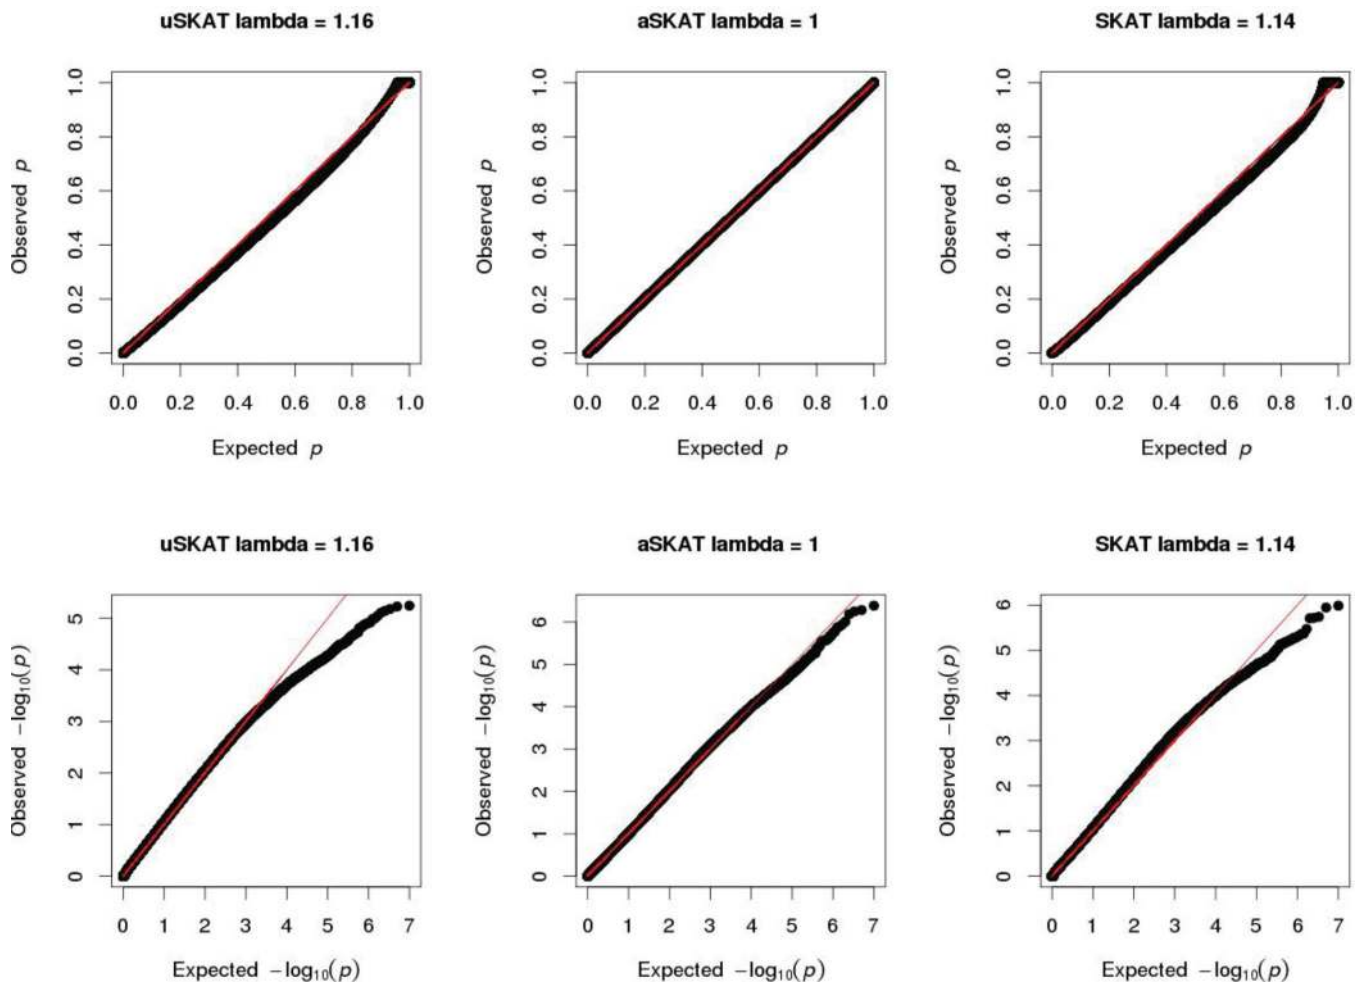 uSKAT lambda = 1.16
aSKAT lambda = 1
SKAT lambda = 1.14
Observed p
0.0 0.2 0.4 0.6 0.8 1.0
0.0 0.2 0.4 0.6 0.8 1.0
Expected p
Observed p
0.0 0.2 0.4 0.6 0.8 1.0
0.0 0.2 0.4 0.6 0.8 1.0
Expected p
Observed p
0.0 0.2 0.4 0.6 0.8 1.0
0.0 0.2 0.4 0.6 0.8 1.0
Expected p
uSKAT lambda = 1.16
aSKAT lambda = 1
SKAT lambda = 1.14
Observed −log₁₀(p)
0 1 2 3 4 5
0 1 2 3 4 5 6 7
Expected −log₁₀(p)
Observed −log₁₀(p)
0 1 2 3 4 5 6
0 1 2 3 4 5 6 7
Expected −log₁₀(p)
Observed −log₁₀(p)
0 1 2 3 4 5 6
0 1 2 3 4 5 6 7
Expected −log₁₀(p)